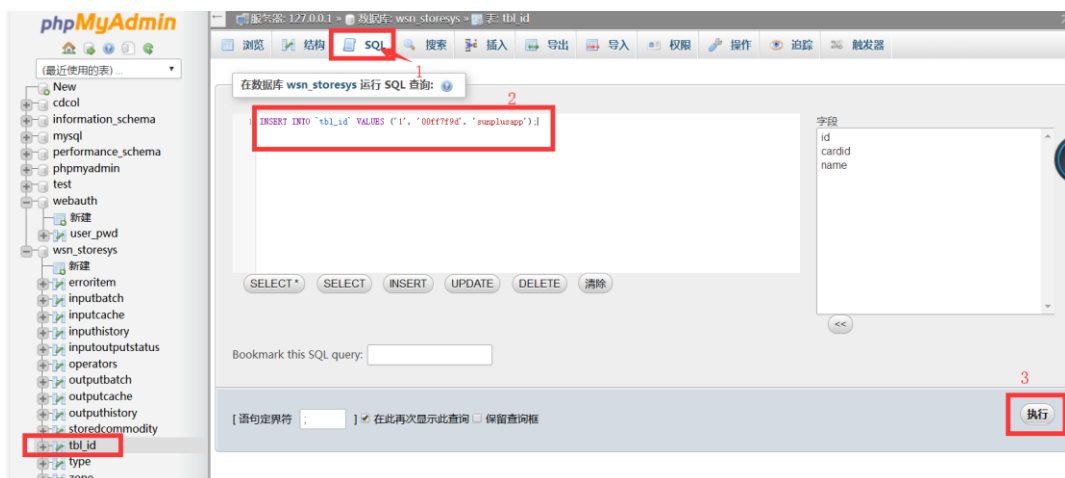 phpMyAdmin
(最近使用的表) ...
New
cdcol
information_schema
mysql
performance_schema
phpmyadmin
test
webauth
新建
user_pwd
wsn_storesys
新建
erroritem
inputbatch
inputcache
inputhistory
inputoutputstatus
operators
outputbatch
outputcache
outputhistory
storedcommodity
tbl_id
type
zone
服务器: 127.0.0.1 » 数据库: wsn_storesys » 表: tbl_id
浏览 结构 SQL 搜索 插入 导出 导入 权限 操作 追踪 触发器
1
在数据库 wsn_storesys 运行 SQL 查询:
2
1 INSERT INTO `tbl_id` VALUES ('1', '00ff7f9d', 'sunplusapp');
字段
id
cardid
name
SELECT * SELECT INSERT UPDATE DELETE 清除
<<
Bookmark this SQL query:
3
[ 语句定界符 ; ] 在此再次显示此查询 保留查询框
执行